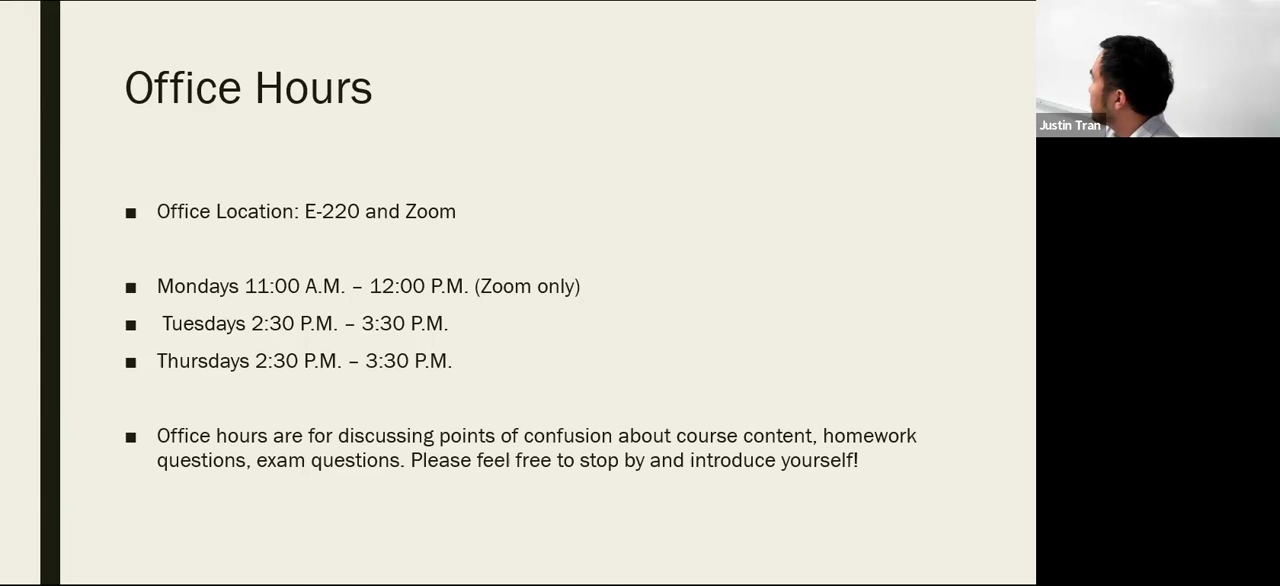 Office Hours
Justin Tran
■ Office Location: E-220 and Zoom
■ Mondays 11:00 A.M. – 12:00 P.M. (Zoom only)
■ Tuesdays 2:30 P.M. – 3:30 P.M.
■ Thursdays 2:30 P.M. – 3:30 P.M.
■ Office hours are for discussing points of confusion about course content, homework
questions, exam questions. Please feel free to stop by and introduce yourself!